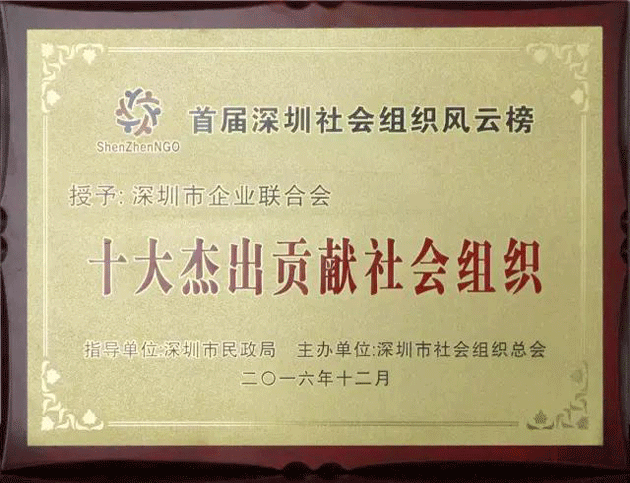 首届深圳社会组织风云榜
ShenZhenNGO
授予:深圳市企业联合会
十大杰出贡献社会组织
指导单位:深圳市民政局 主办单位:深圳市社会组织总会
二〇一六年十二月